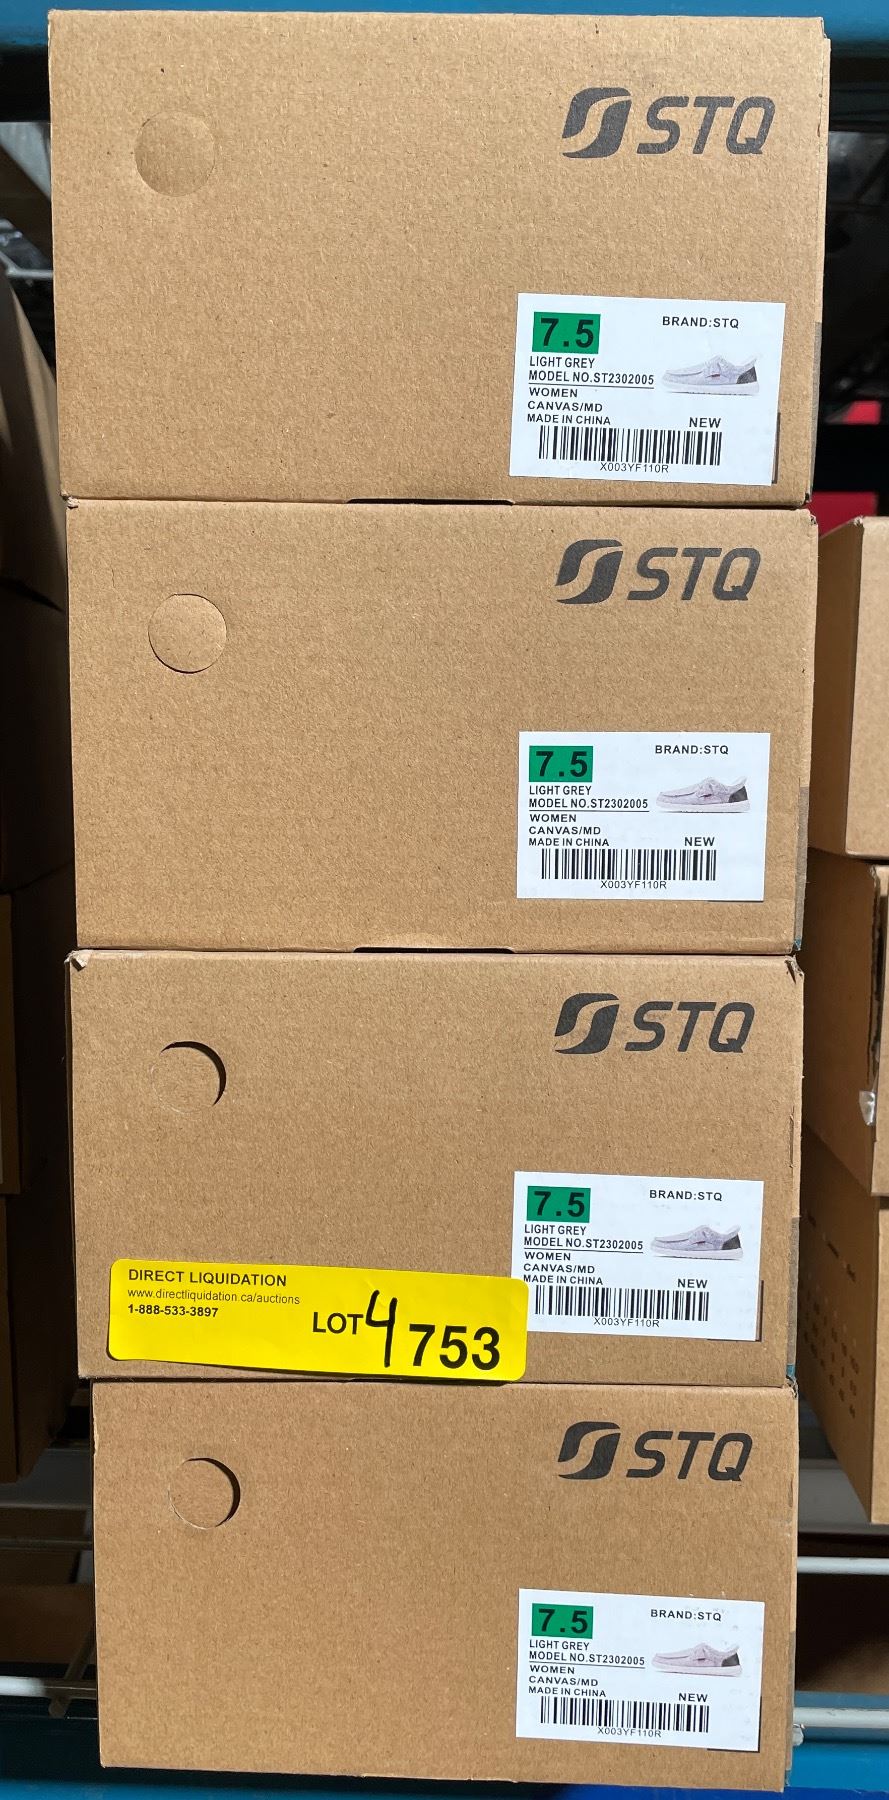 STQ
7.5
BRAND:STQ
LIGHT GREY
MODEL NO.ST2302005
WOMEN
CANVAS/MD
MADE IN CHINA
NEW
X003YF110R
STQ
7.5
BRAND:STQ
LIGHT GREY
MODEL NO.ST2302005
WOMEN
CANVAS/MD
MADE IN CHINA
NEW
X003YF110R
STQ
7.5
BRAND:STQ
LIGHT GREY
MODEL NO.ST2302005
WOMEN
CANVAS/MD
MADE IN CHINA
NEW
X003YF110R
DIRECT LIQUIDATION
www.directliquidation.ca/auctions
1-888-533-3897
LOT 4 753
STQ
7.5
BRAND:STQ
LIGHT GREY
MODEL NO.ST2302005
WOMEN
CANVAS/MD
MADE IN CHINA
NEW
X003YF110R